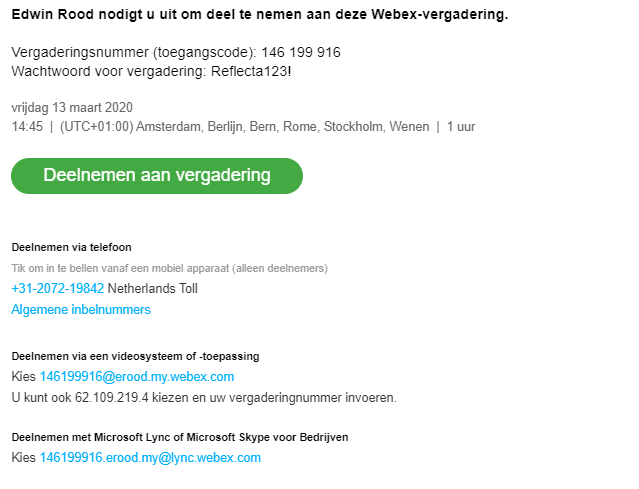 Edwin Rood nodigt u uit om deel te nemen aan deze Webex-vergadering.
Vergaderingsnummer (toegangscode): 146 199 916
Wachtwoord voor vergadering: Reflecta123!
vrijdag 13 maart 2020
14:45 | (UTC+01:00) Amsterdam, Berlijn, Bern, Rome, Stockholm, Wenen | 1 uur
Deelnemen aan vergadering
Deelnemen via telefoon
Tik om in te bellen vanaf een mobiel apparaat (alleen deelnemers)
+31-2072-19842 Netherlands Toll
Algemene inbelnummers
Deelnemen via een videosysteem of -toepassing
Kies 146199916@erood.my.webex.com
U kunt ook 62.109.219.4 kiezen en uw vergaderingnummer invoeren.
Deelnemen met Microsoft Lync of Microsoft Skype voor Bedrijven
Kies 146199916.erood.my@lync.webex.com